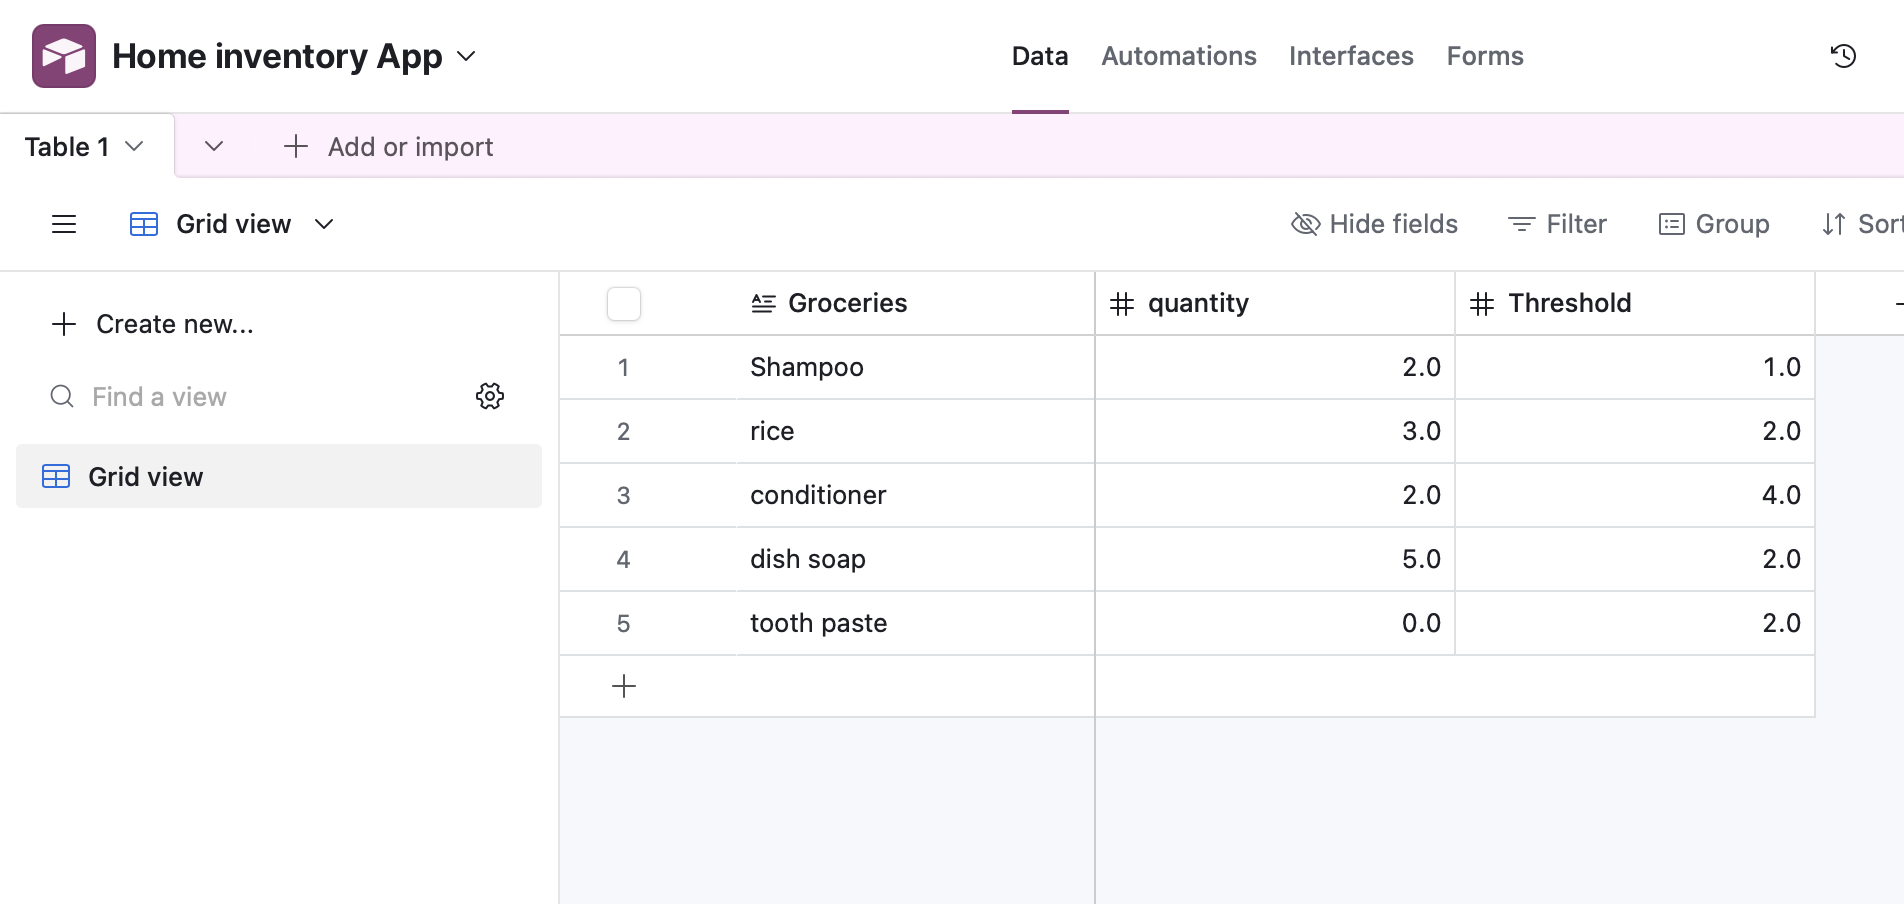 Home inventory App
Data Automations Interfaces Forms
Table 1
Add or import
Grid view
Hide fields Filter Group Sort
Create new...
Find a view
Grid view
Groceries quantity Threshold
1 Shampoo 2.0 1.0
2 rice 3.0 2.0
3 conditioner 2.0 4.0
4 dish soap 5.0 2.0
5 tooth paste 0.0 2.0